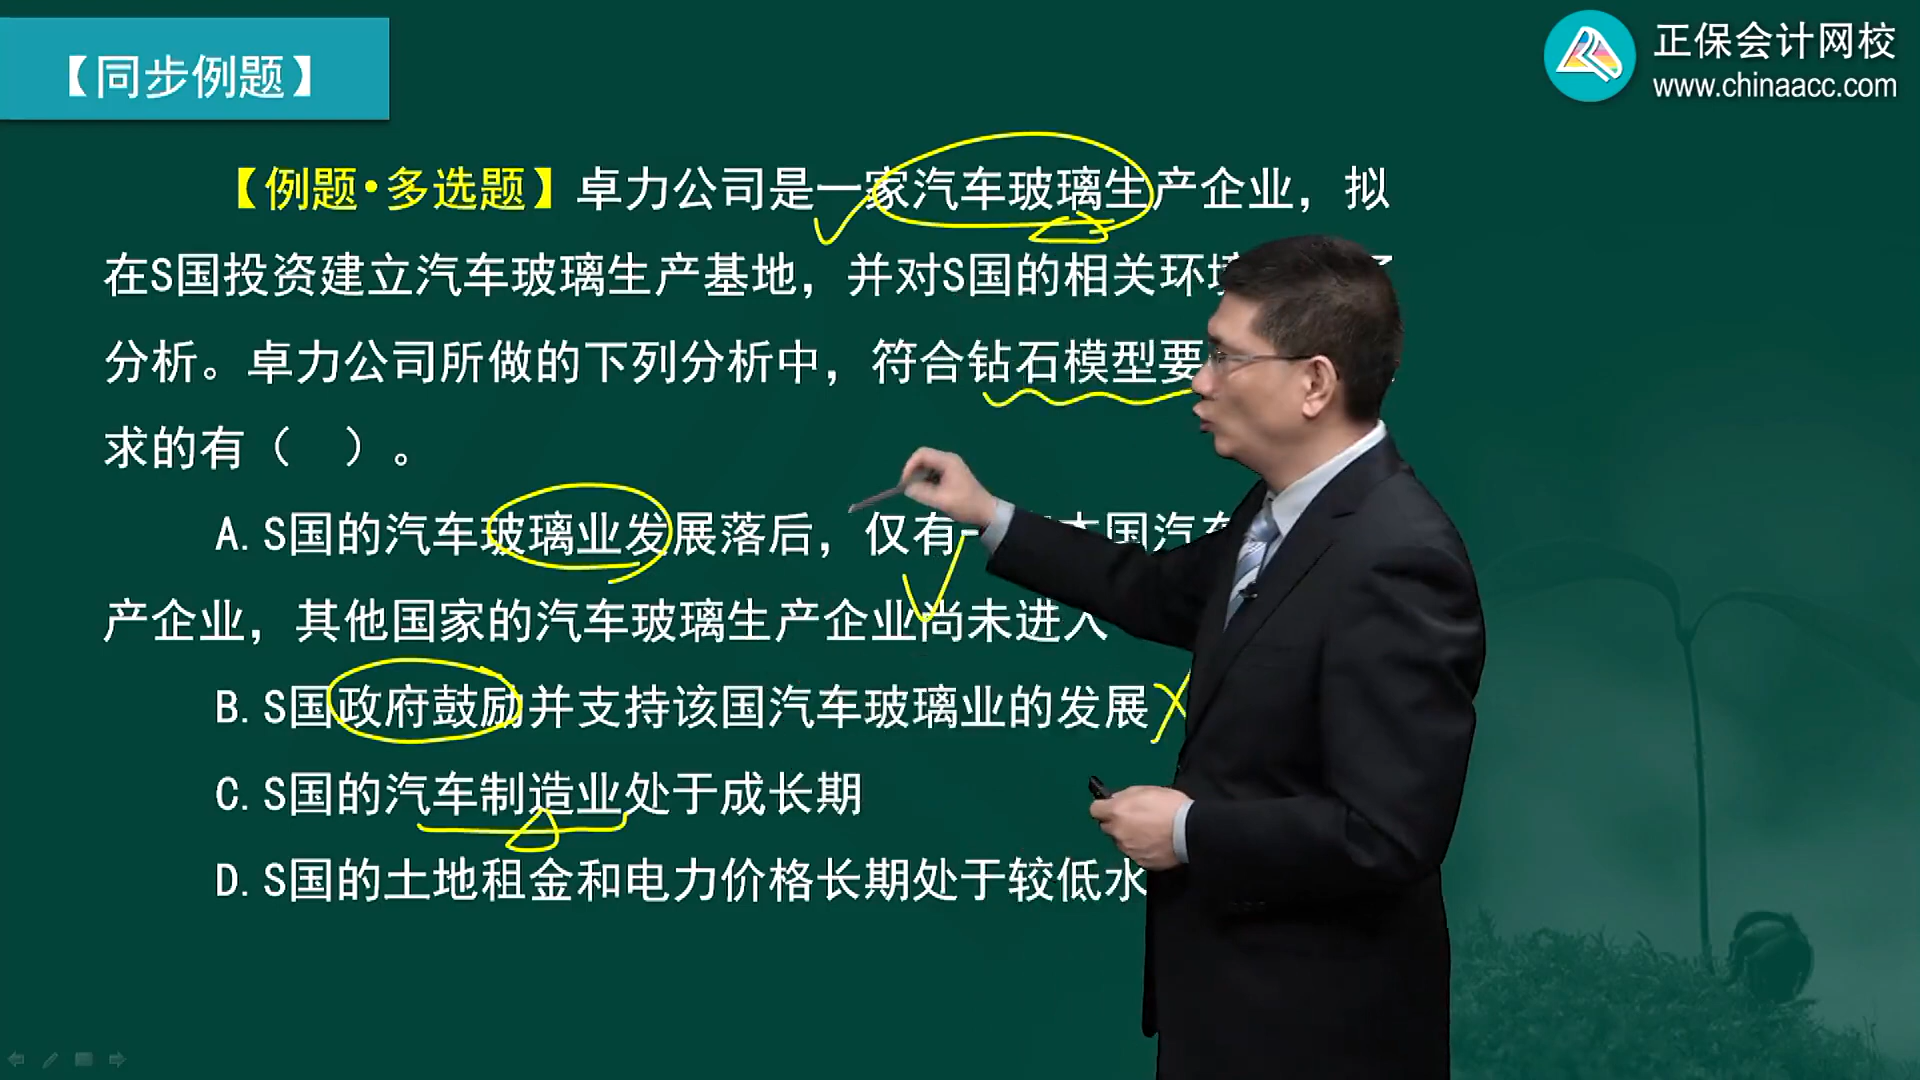 【同步例题】
正保会计网校
www.chinaacc.com
【例题·多选题】卓力公司是一家汽车玻璃生产企业，拟
在S国投资建立汽车玻璃生产基地，并对S国的相关环
分析。卓力公司所做的下列分析中，符合钻石模型要
求的有（ ）。
A. S国的汽车玻璃业发展落后，仅有一 本国汽车
产企业，其他国家的汽车玻璃生产企业尚未进入
B. S国政府鼓励并支持该国汽车玻璃业的发展
C. S国的汽车制造业处于成长期
D. S国的土地租金和电力价格长期处于较低水